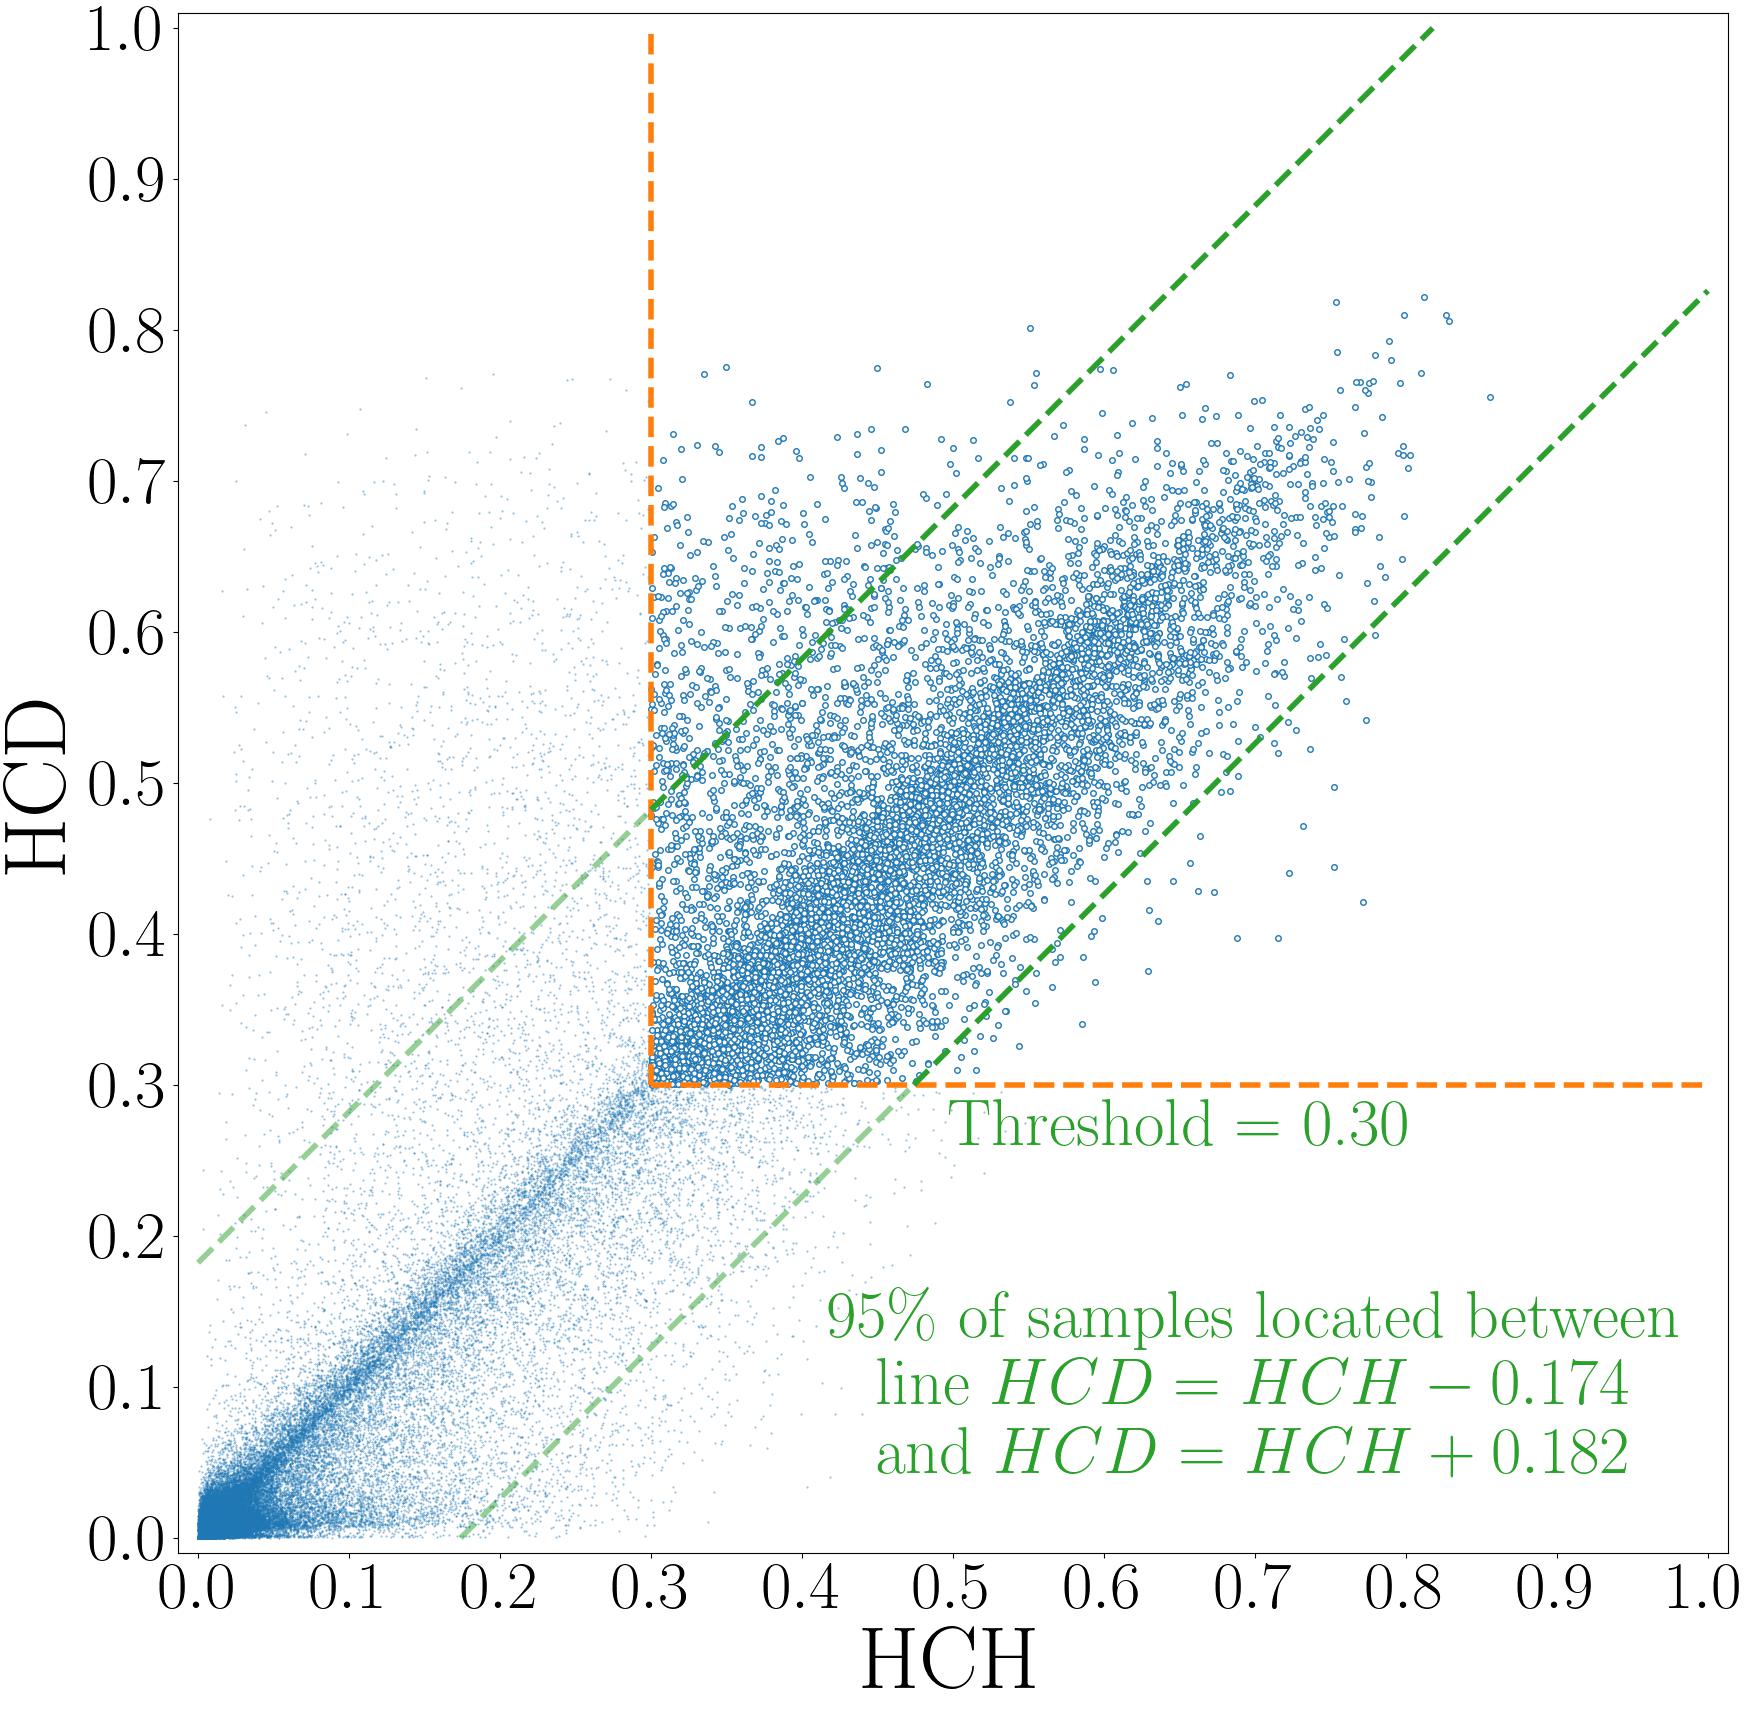 1.0
0.9
0.8
0.7
0.6
0.5
0.4
0.3
0.2
0.1
0.0
HCD
Threshold = 0.30
95% of samples located between
line HCD = HCH − 0.174
and HCD = HCH + 0.182
0.0 0.1 0.2 0.3 0.4 0.5 0.6 0.7 0.8 0.9 1.0
HCH